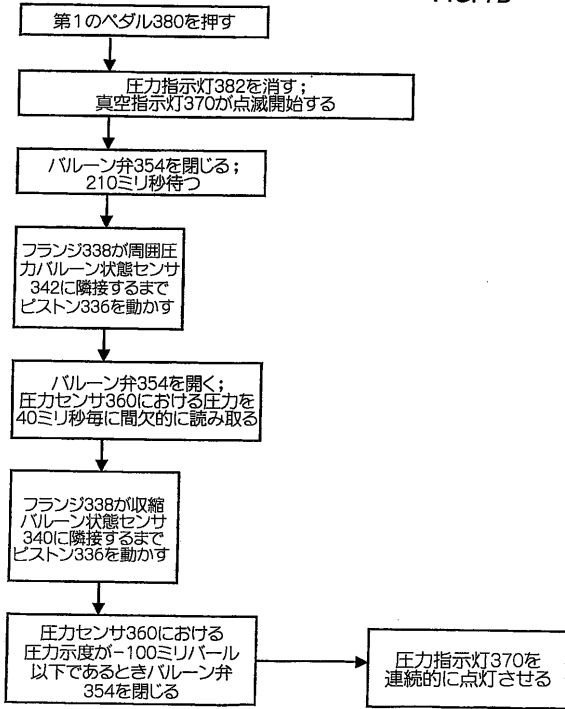 第1のペダル380を押す
圧力指示灯382を消す；
真空指示灯370が点滅開始する
バルーン弁354を閉じる；
210ミリ秒待つ
フランジ338が周囲圧
力バルーン状態センサ
342に隣接するまで
ピストン336を動かす
バルーン弁354を開く；
圧力センサ360における圧力を
40ミリ秒毎に間欠的に読み取る
フランジ338が収縮
バルーン状態センサ
340に隣接するまで
ピストン336を動かす
圧力センサ360における
圧力示度が-100ミリバール
以下であるときバルーン弁
354を閉じる
圧力指示灯370を
連続的に点灯させる